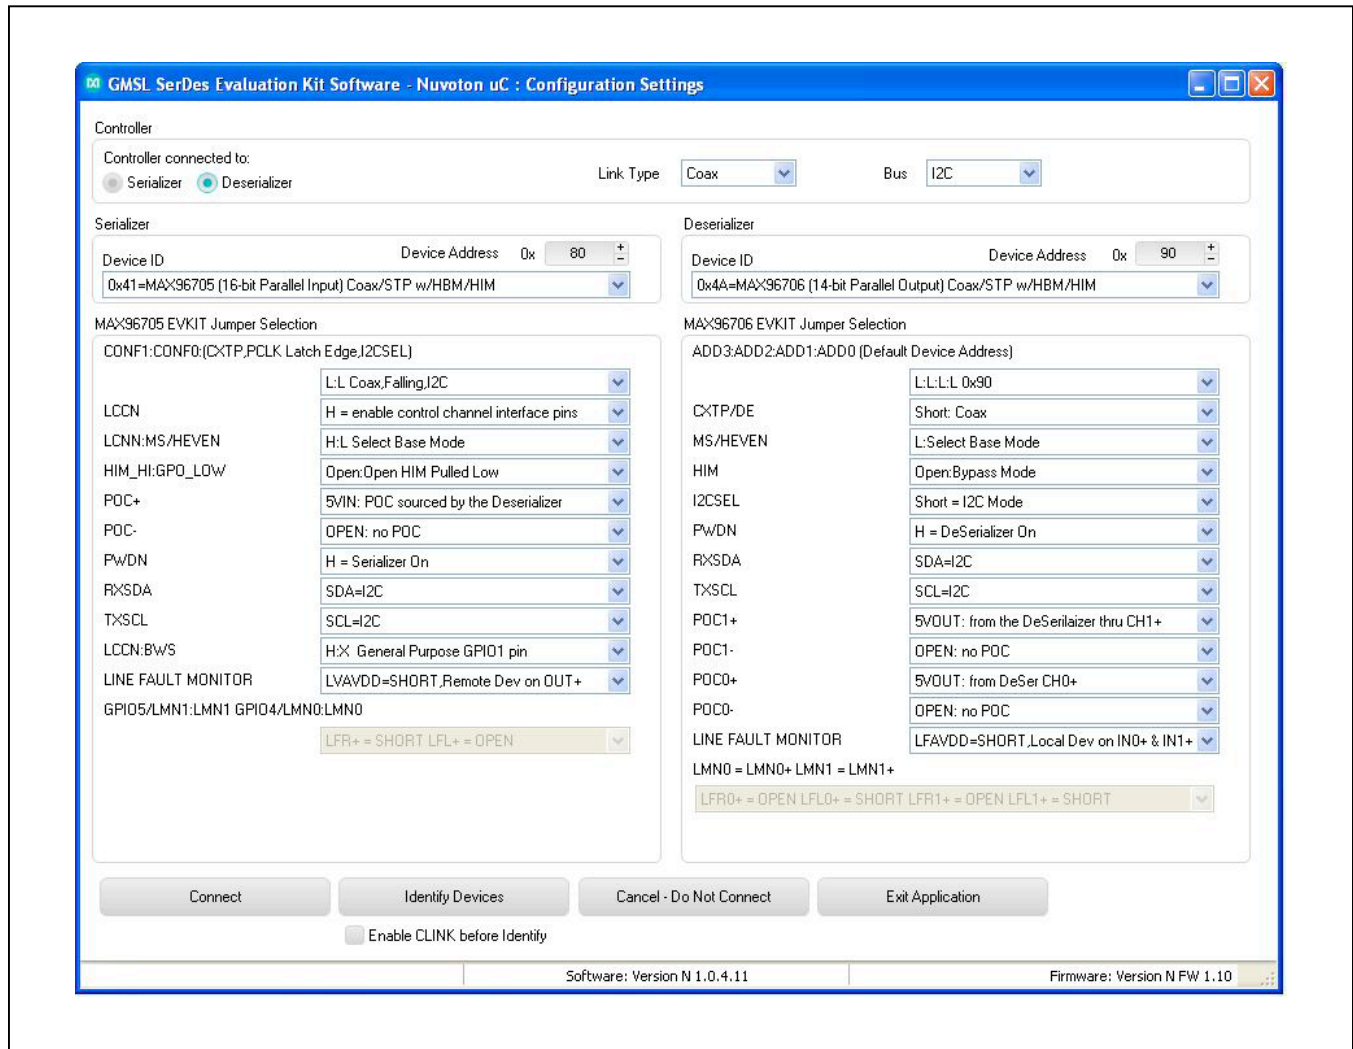 GMSL SerDes Evaluation Kit Software - Nuvoton uC : Configuration Settings
Controller
Controller connected to:
Serializer Deserializer
Link Type Coax
Bus I2C
Serializer
Device ID
Device Address 0x 80 + -
0x41=MAX96705 (16-bit Parallel Input) Coax/STP w/HBM/HIM
MAX96705 EVKIT Jumper Selection
CONF1:CONF0:(CXTP,PCLK Latch Edge,I2CSEL)
L:L Coax,Falling,I2C
LCCN H = enable control channel interface pins
LCNN:MS/HEVEN H:L Select Base Mode
HIM_HI:GPO_LOW Open:Open HIM Pulled Low
POC+ 5VIN: POC sourced by the Deserializer
POC- OPEN: no POC
PWDN H = Serializer On
RXSDA SDA=I2C
TXSCL SCL=I2C
LCCN:BWS H:X General Purpose GPIO1 pin
LINE FAULT MONITOR LVAVDD=SHORT,Remote Dev on OUT+
GPIO5/LMN1:LMN1 GPIO4/LMN0:LMN0
LFR+ = SHORT LFL+ = OPEN
Deserializer
Device ID
Device Address 0x 90 + -
0x4A=MAX96706 (14-bit Parallel Output) Coax/STP w/HBM/HIM
MAX96706 EVKIT Jumper Selection
ADD3:ADD2:ADD1:ADD0 (Default Device Address)
L:L:L:L 0x90
CXTP/DE Short: Coax
MS/HEVEN L:Select Base Mode
HIM Open:Bypass Mode
I2CSEL Short = I2C Mode
PWDN H = DeSerializer On
RXSDA SDA=I2C
TXSCL SCL=I2C
POC1+ 5VOUT: from the DeSerilaizer thru CH1+
POC1- OPEN: no POC
POC0+ 5VOUT: from DeSer CH0+
POC0- OPEN: no POC
LINE FAULT MONITOR LFAVDD=SHORT,Local Dev on IN0+ & IN1+
LMN0 = LMN0+ LMN1 = LMN1+
LFR0+ = OPEN LFL0+ = SHORT LFR1+ = OPEN LFL1+ = SHORT
Connect Identify Devices Cancel - Do Not Connect Exit Application
Enable CLINK before Identify
Software: Version N 1.0.4.11 Firmware: Version N FW 1.10